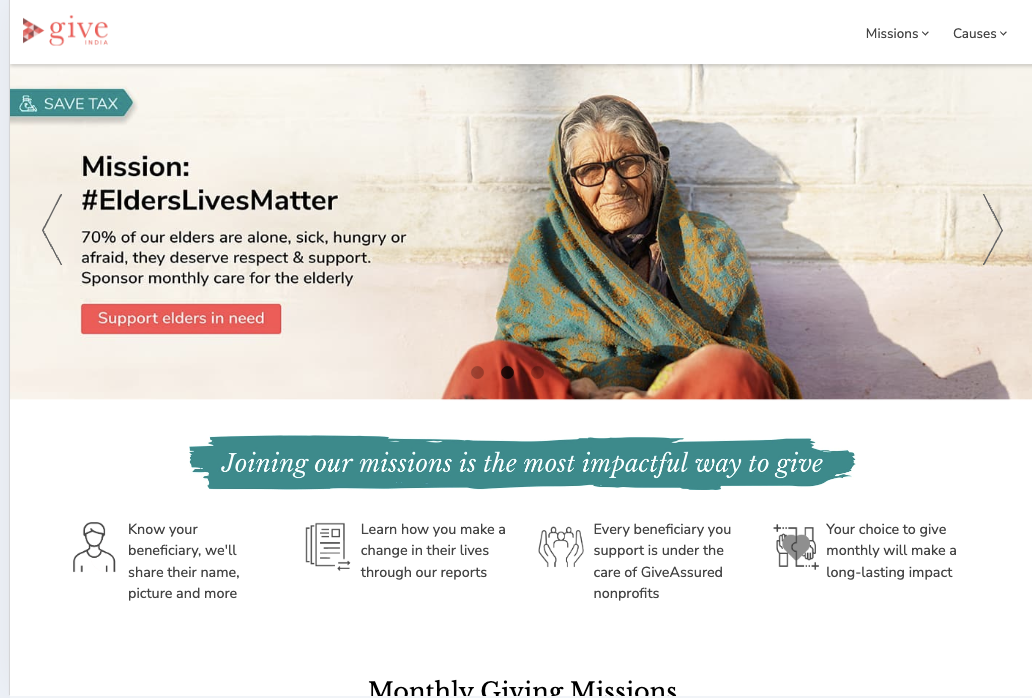 give
INDIA
Missions
Causes
SAVE TAX
Mission:
#EldersLivesMatter
70% of our elders are alone, sick, hungry or
afraid, they deserve respect & support.
Sponsor monthly care for the elderly
Support elders in need
Joining our missions is the most impactful way to give
Know your
beneficiary, we'll
share their name,
picture and more
Learn how you make a
change in their lives
through our reports
Every beneficiary you
support is under the
care of GiveAssured
nonprofits
Your choice to give
monthly will make a
long-lasting impact
Monthly Giving Missions